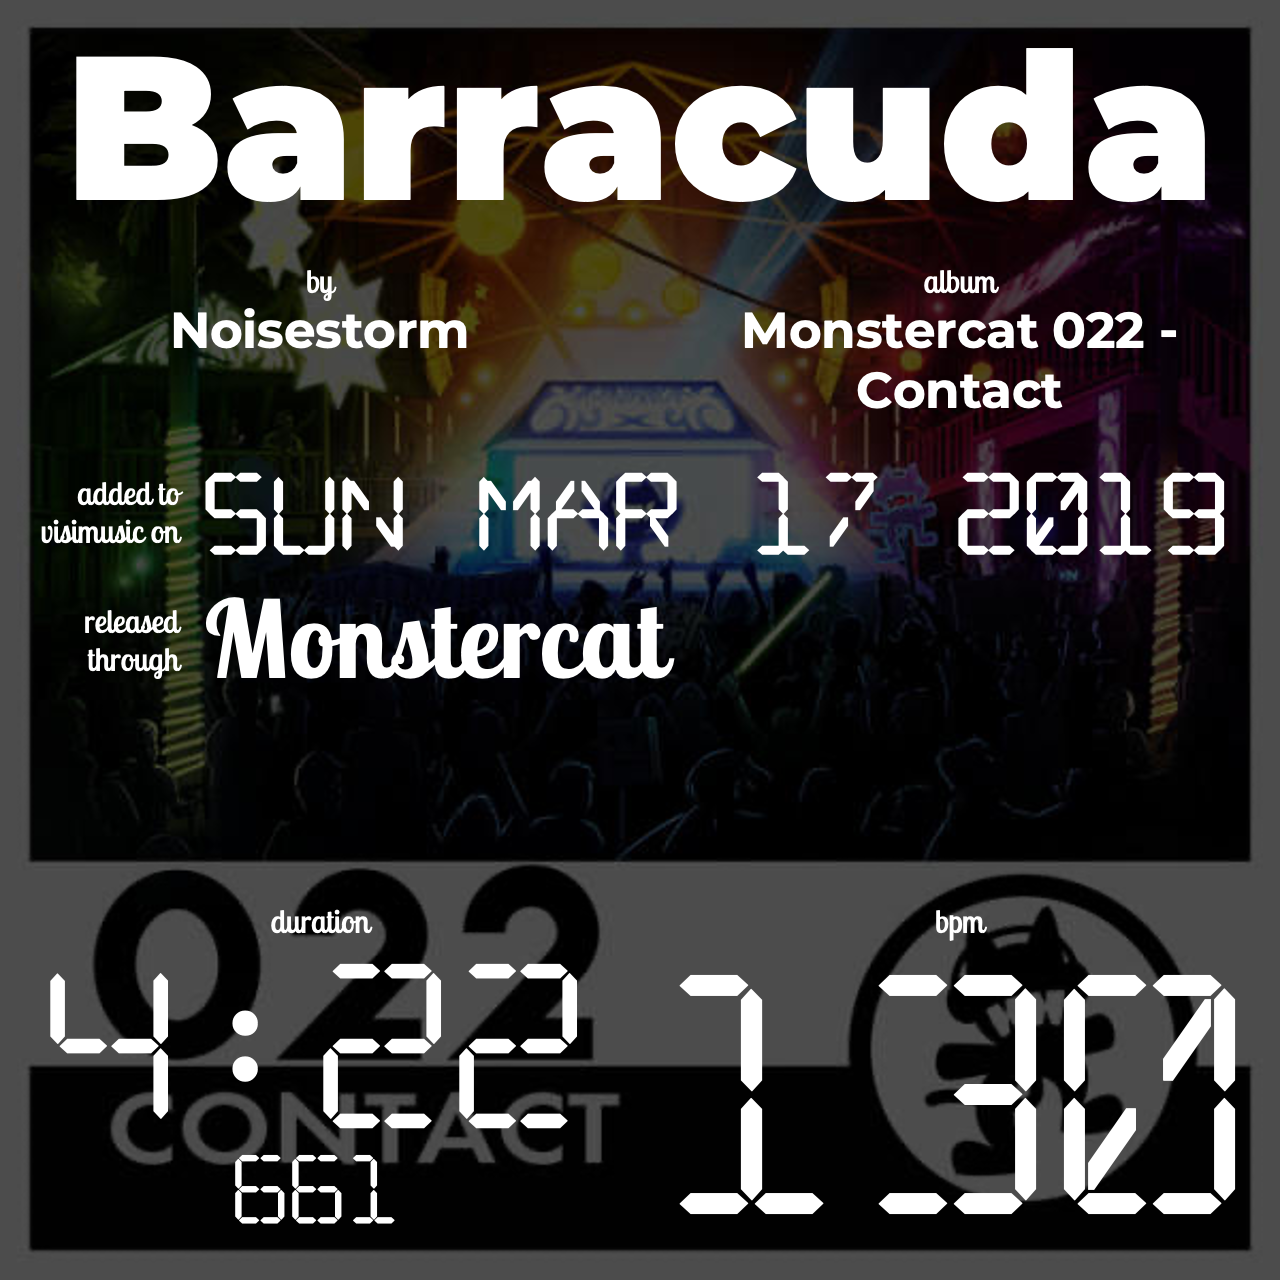 Barracuda
by
Noisestorm
album
Monstercat 022 -
Contact
added to
visimusic on
SUN MAR 17 2019
released
through
Monstercat
022
CONTACT
duration
4:22
661
bpm
130